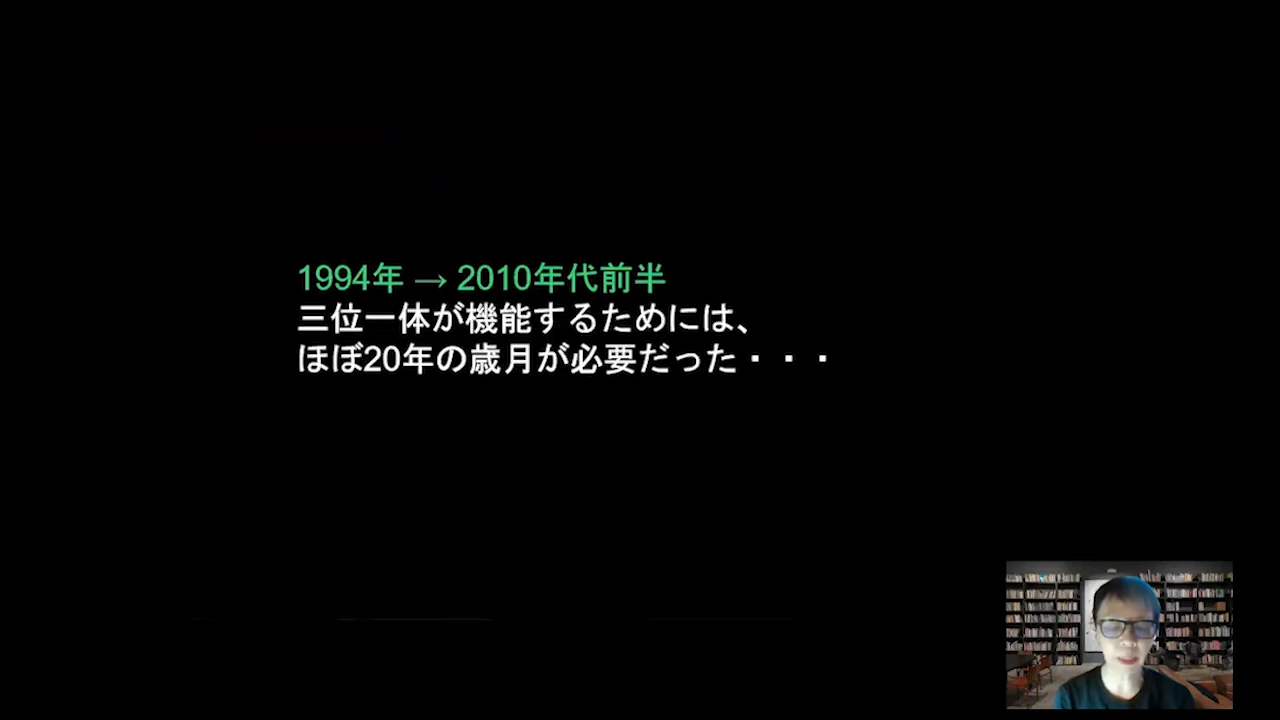 1994年 → 2010年代前半
三位一体が機能するためには、
ほぼ20年の歳月が必要だった・・・